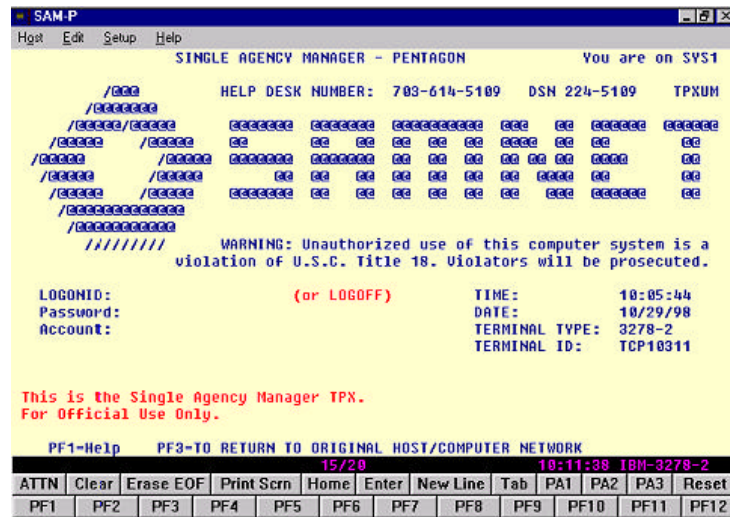 SAM-P
Host Edit Setup Help
SINGLE AGENCY MANAGER - PENTAGON You are on SYS1
HELP DESK NUMBER: 703-614-5109 DSN 224-5109 TPXUM
SAMNET
WARNING: Unauthorized use of this computer system is a
violation of U.S.C. Title 18. Violators will be prosecuted.
LOGONID: (or LOGOFF) TIME: 10:05:44
Password: DATE: 10/29/98
Account: TERMINAL TYPE: 3278-2
TERMINAL ID: TCP10311
This is the Single Agency Manager TPX.
For Official Use Only.
PF1=Help PF3=TO RETURN TO ORIGINAL HOST/COMPUTER NETWORK
15/20 10:11:38 IBM-3278-2
ATTN Clear Erase EOF Print Scrn Home Enter New Line Tab PA1 PA2 PA3 Reset
PF1 PF2 PF3 PF4 PF5 PF6 PF7 PF8 PF9 PF10 PF11 PF12